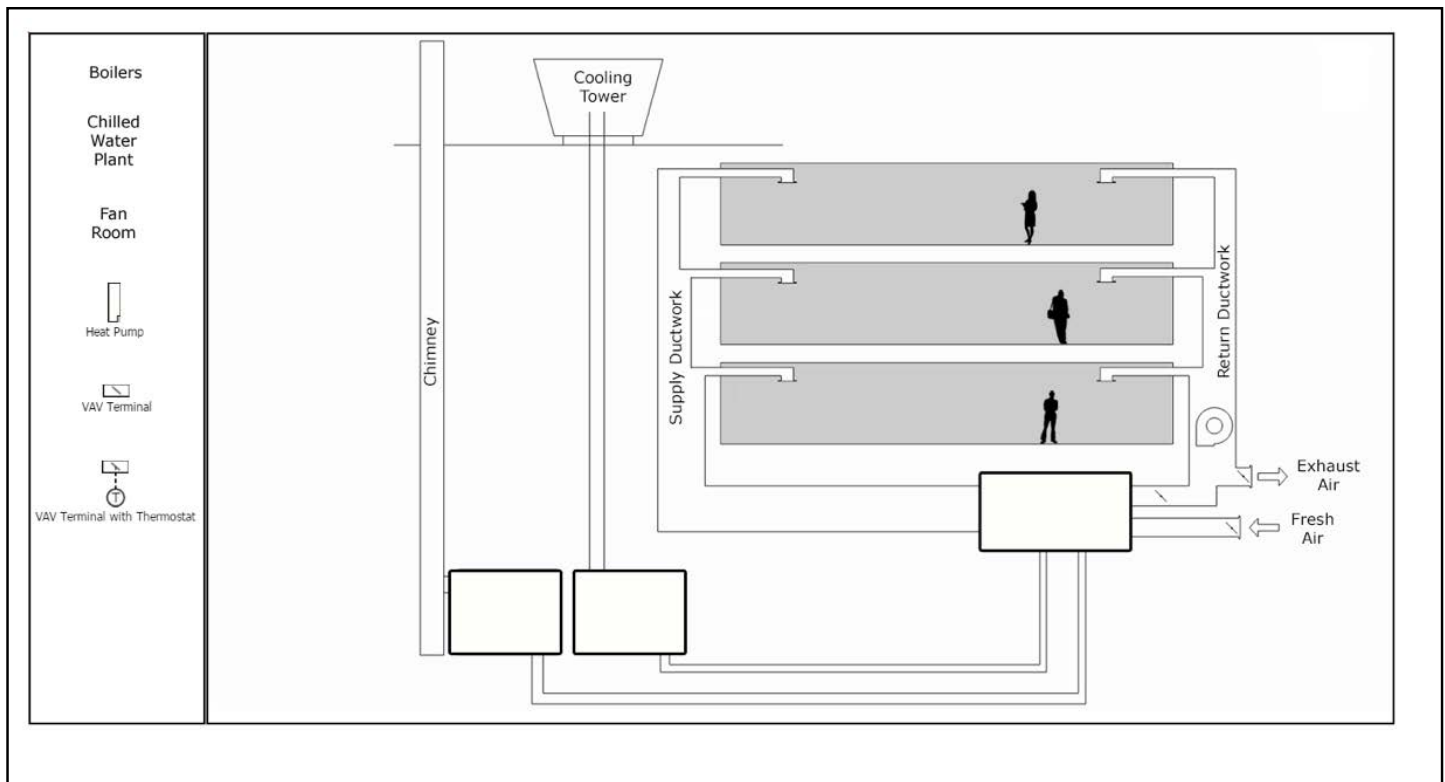 Boilers
Chilled
Water
Plant
Fan
Room
Heat Pump
VAV Terminal
T
VAV Terminal with Thermostat
Chimney
Cooling
Tower
Supply Ductwork
Return Ductwork
Exhaust
Air
Fresh
Air